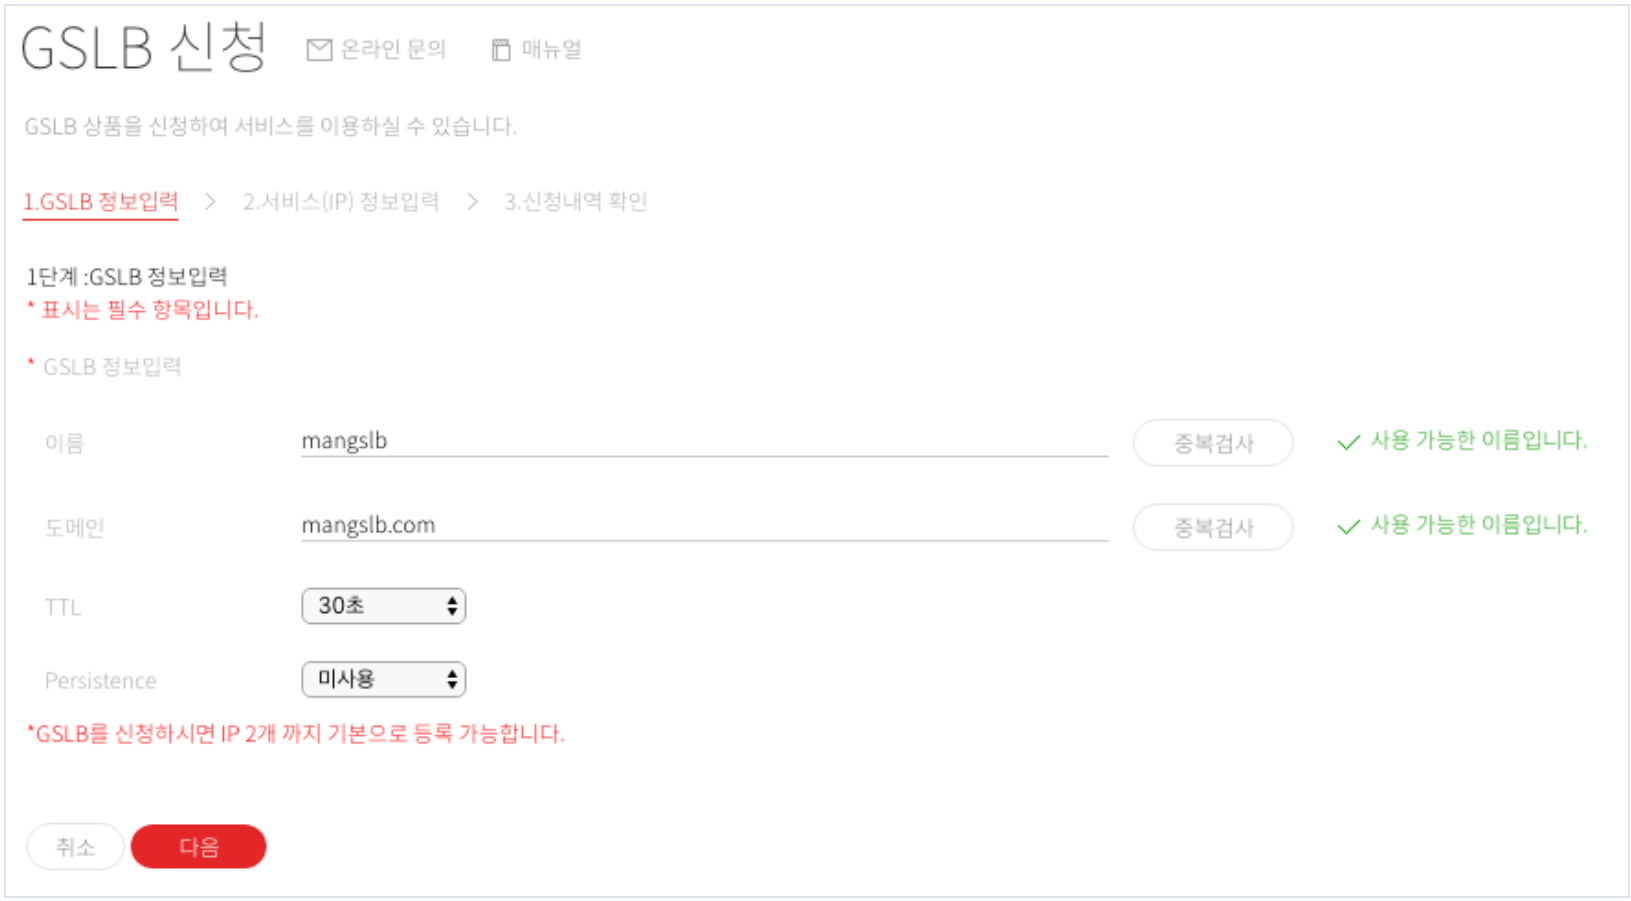 GSLB 신청 온라인 문의 매뉴얼
GSLB 상품을 신청하여 서비스를 이용하실 수 있습니다.
1.GSLB 정보입력 > 2.서비스(IP) 정보입력 > 3.신청내역 확인
1단계 :GSLB 정보입력
* 표시는 필수 항목입니다.
* GSLB 정보입력
이름 mangslb 중복검사 사용 가능한 이름입니다.
도메인 mangslb.com 중복검사 사용 가능한 이름입니다.
TTL 30초
Persistence 미사용
*GSLB를 신청하시면 IP 2개 까지 기본으로 등록 가능합니다.
취소 다음